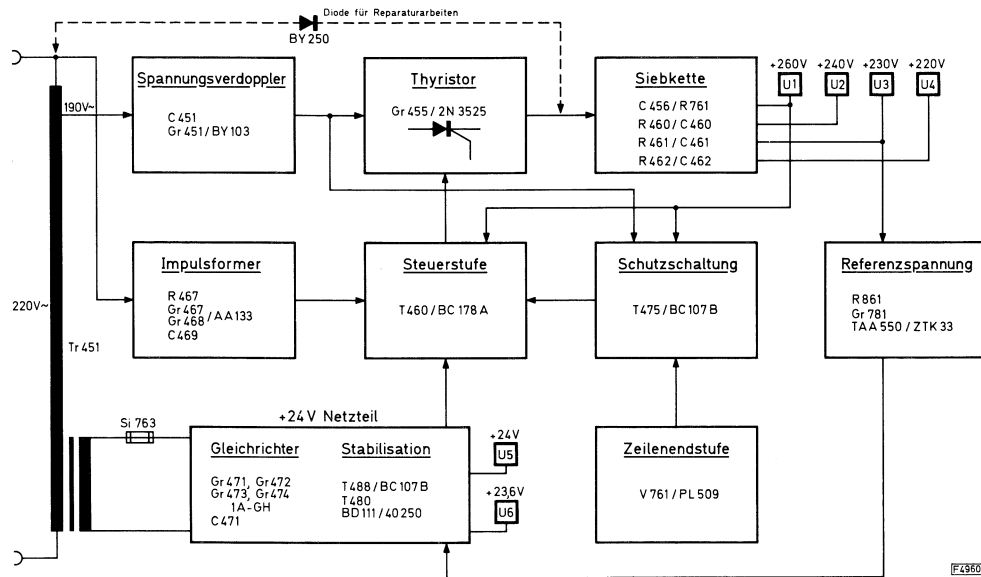 Diode für Reparaturarbeiten
BY 250
Spannungsverdoppler
C 451
Gr 451 / BY 103
Thyristor
Gr 455 / 2N 3525
Siebkette
C 456 / R 761
R 460 / C 460
R 461 / C 461
R 462 / C 462
+260V
U1
+240V
U2
+230V
U3
+220V
U4
190V~
220V~
Tr 451
Impulsformer
R 467
Gr 467
Gr 468 / AA 133
C 469
Steuerstufe
T 460 / BC 178 A
Schutzschaltung
T 475 / BC 107 B
Referenzspannung
R 861
Gr 781
TAA 550 / ZTK 33
Si 763
+24V Netzteil
Gleichrichter
Gr 471, Gr 472
Gr 473, Gr 474
1A-GH
C 471
Stabilisation
T 488 / BC 107 B
T 480
BD 111 / 40 250
+24V
U5
+23,6V
U6
Zeilenendstufe
V 761 / PL 509
F4960